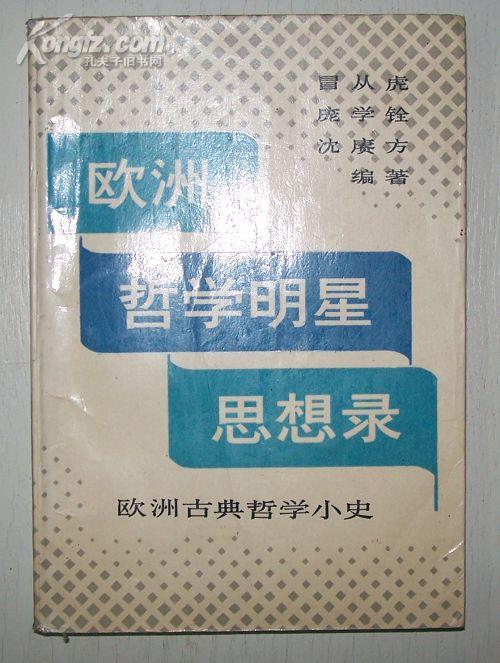 Kongfz.com
孔夫子旧书网
冒从虎
庞学铨
沈赓方
编著
欧洲
哲学明星
思想录
欧洲古典哲学小史